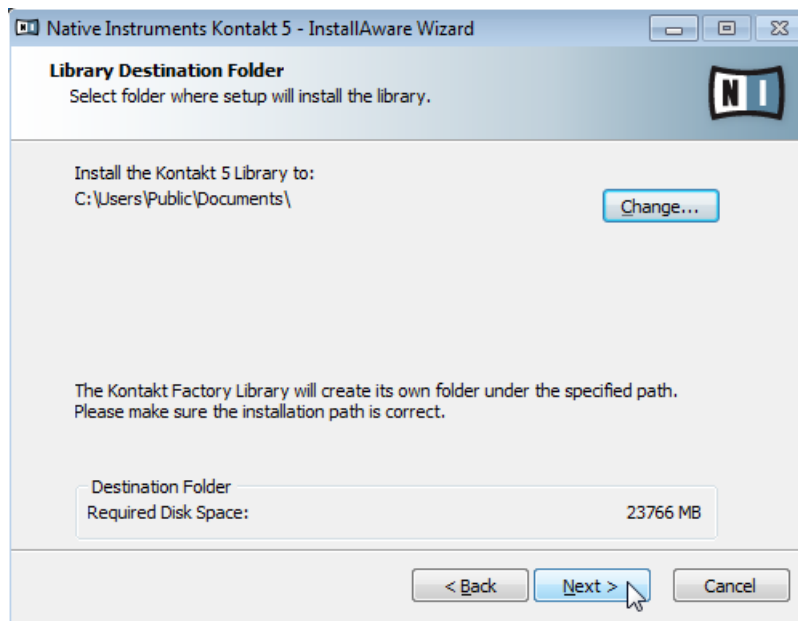 Native Instruments Kontakt 5 - InstallAware Wizard
Library Destination Folder
Select folder where setup will install the library.
N I
Install the Kontakt 5 Library to:
C:\Users\Public\Documents\
Change...
The Kontakt Factory Library will create its own folder under the specified path.
Please make sure the installation path is correct.
Destination Folder
Required Disk Space: 23766 MB
< Back Next > Cancel